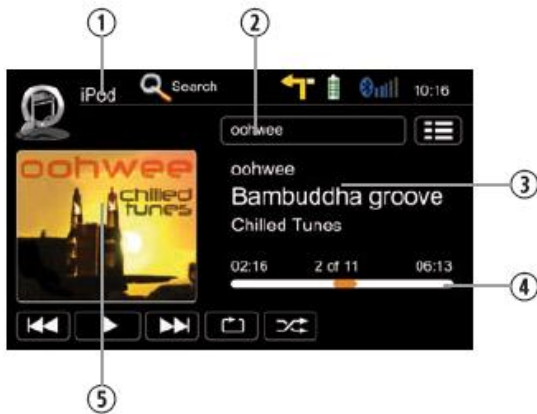 1
2
iPod
Search
10:16
oohwee
oohwee
chilled
tunes
oohwee
Bambuddha groove
3
Chilled Tunes
02:16 2 of 11 06:13
4
5